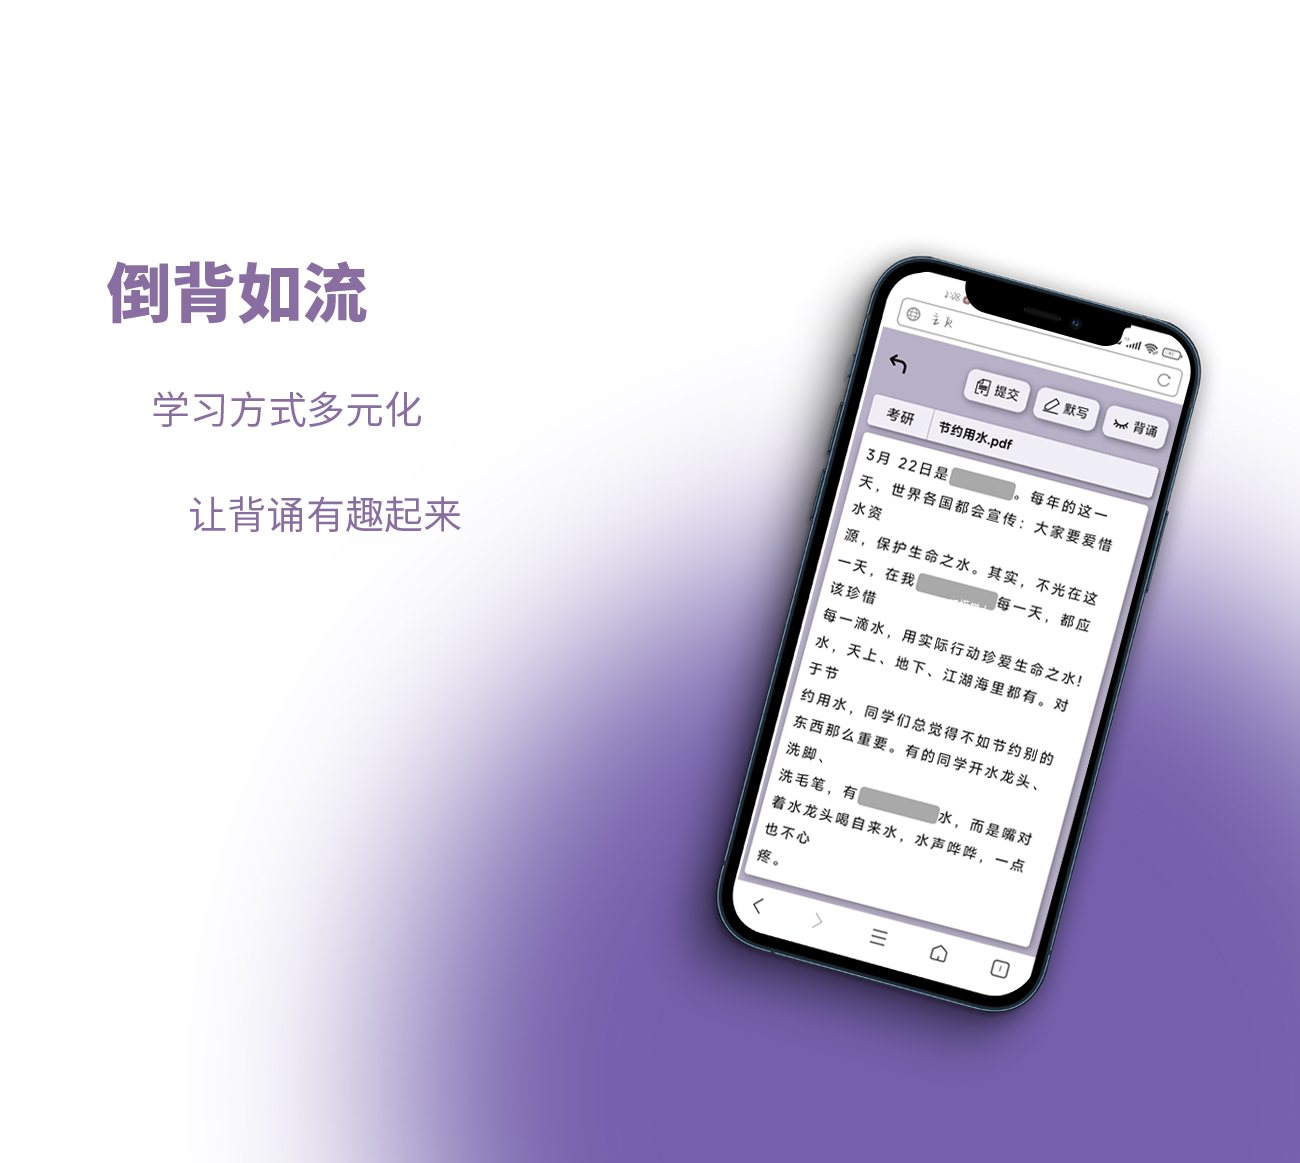 倒背如流
学习方式多元化
让背诵有趣起来
提交
默写
背诵
考研
节约用水.pdf
3月 22日是 。每年的这一
天，世界各国都会宣传：大家要爱惜
水资
源，保护生命之水。其实，不光在这
一天，在我 每一天，都应
该珍惜
每一滴水，用实际行动珍爱生命之水！
水，天上、地下、江湖海里都有。对
于节
约用水，同学们总觉得不如节约别的
东西那么重要。有的同学开水龙头、
洗脚、
洗毛笔，有 水，而是嘴对
着水龙头喝自来水，水声哗哗，一点
也不心
疼。